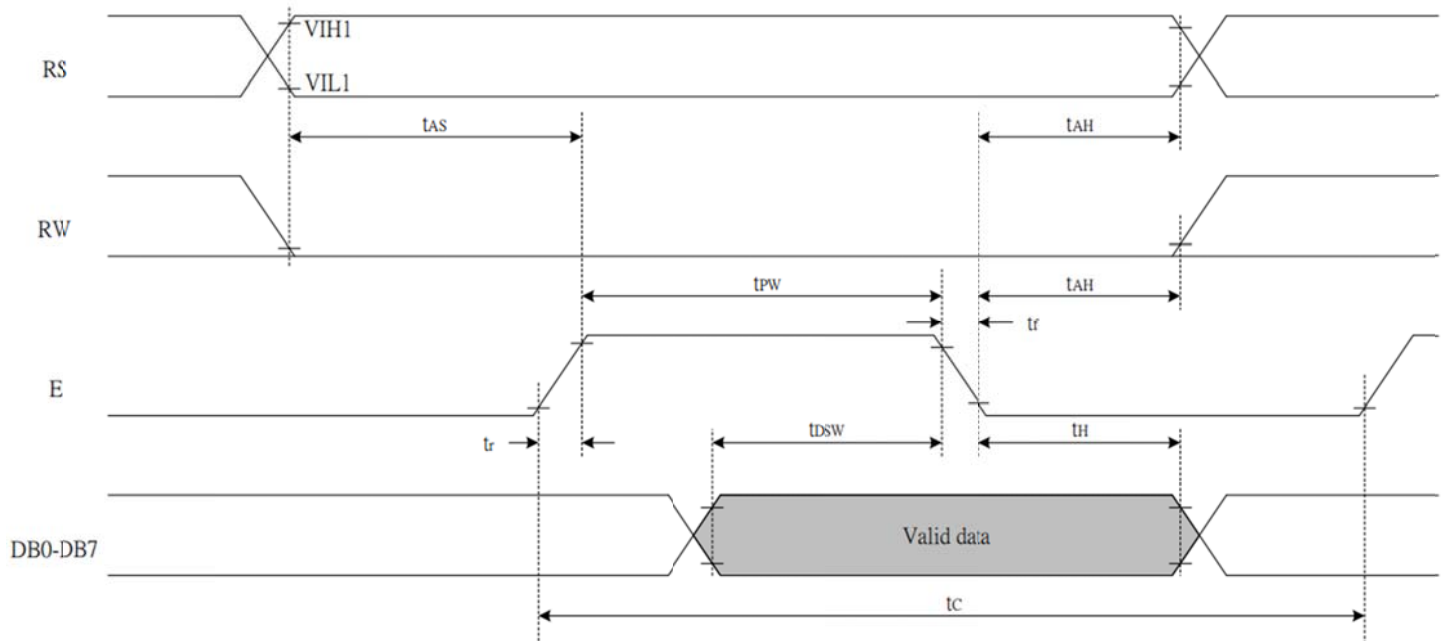 VIH1
RS
VIL1
tAS
tAH
RW
tPW
tAH
tf
E
tr
tDSW
tH
Valid data
DB0-DB7
tC